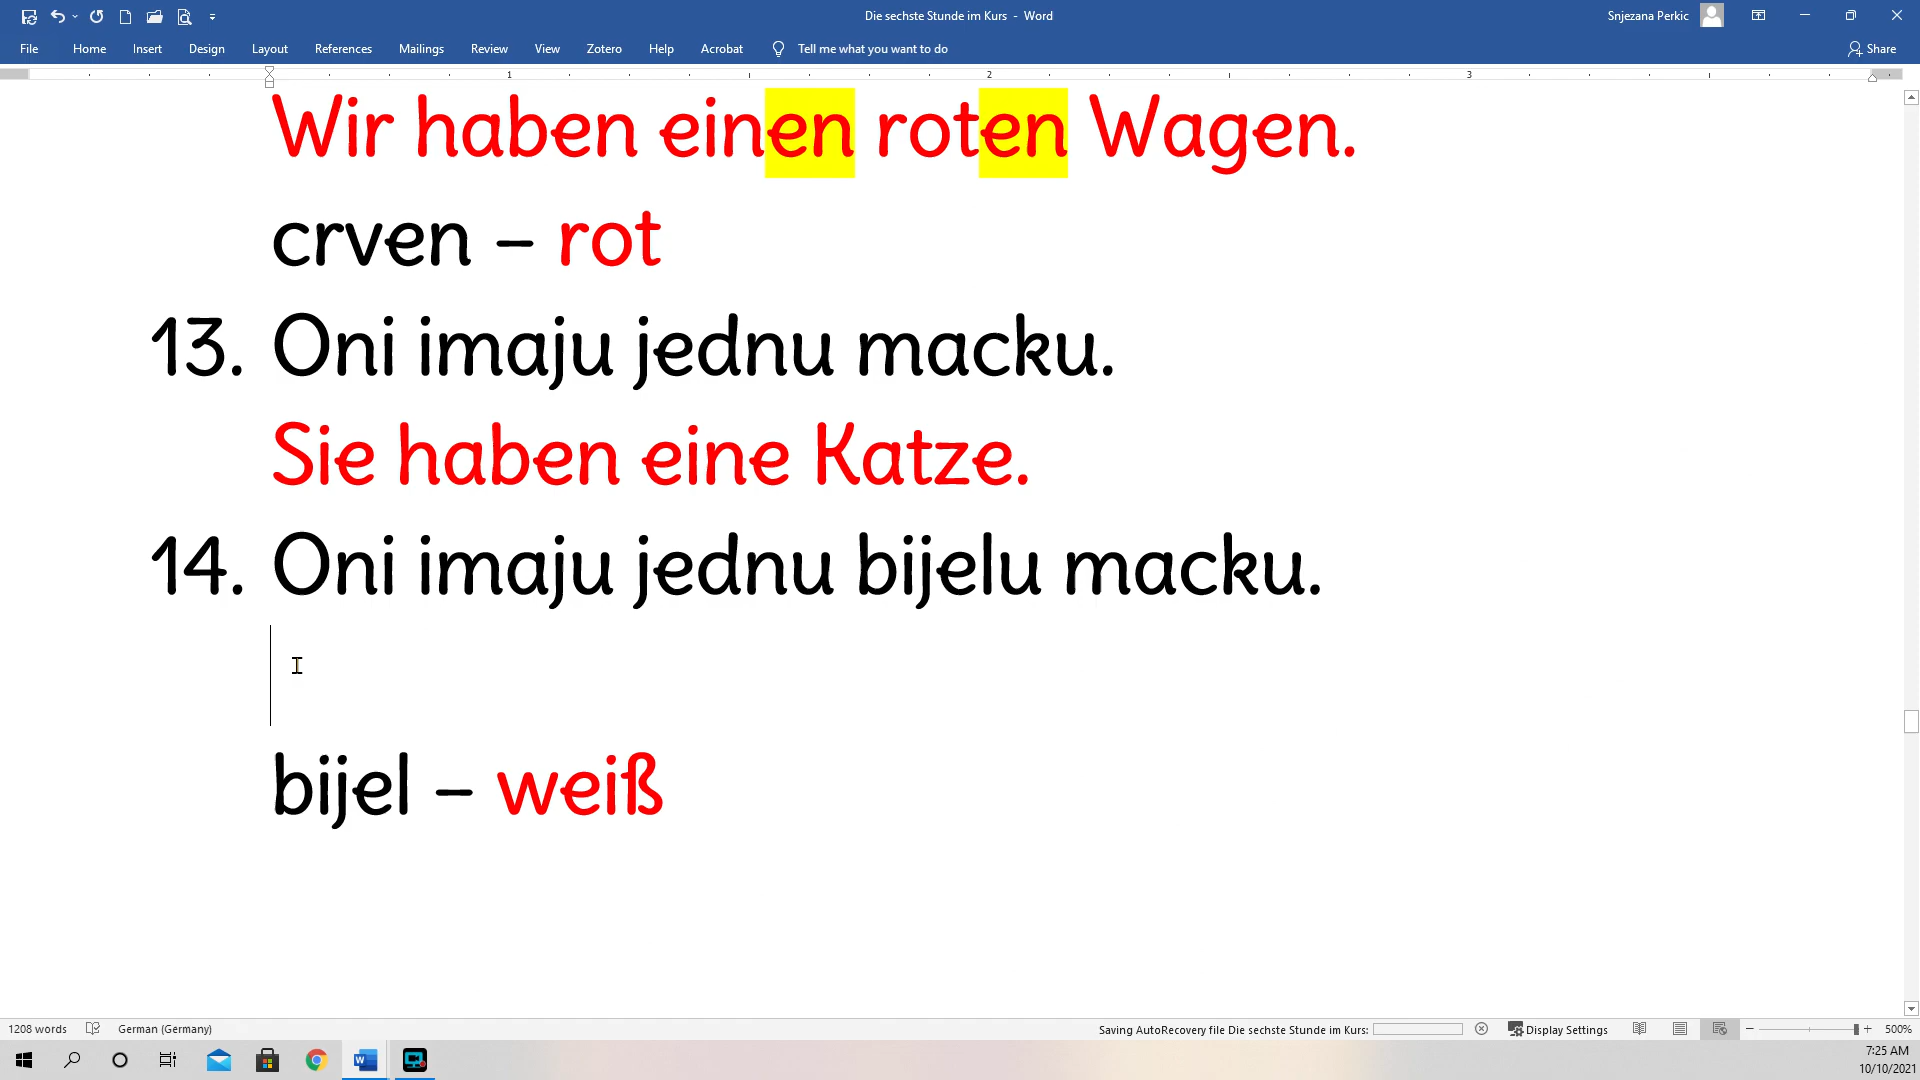 Die sechste Stunde im Kurs - Word
Snjezana Perkic
File Home Insert Design Layout References Mailings Review View Zotero Help Acrobat Tell me what you want to do Share
1 2 3
Wir haben einen roten Wagen.
crven – rot
13. Oni imaju jednu macku.
Sie haben eine Katze.
14. Oni imaju jednu bijelu macku.
bijel – weiß
1208 words German (Germany) Saving AutoRecovery file Die sechste Stunde im Kurs: Display Settings 500%
7:25 AM
10/10/2021